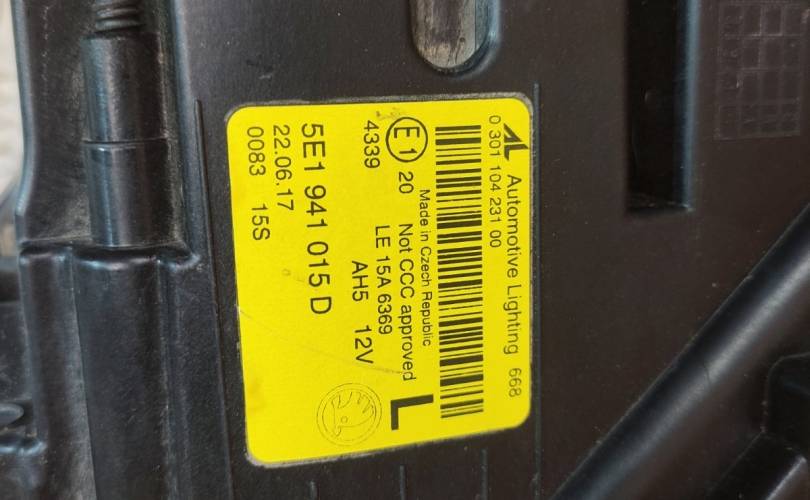 Automotive Lighting 668
0 301 104 231 00
Made in Czech Republic
E1 20 Not CCC approved L
4339 LE 15A 6369
AH5 12V
5E1 941 015 D
22.06.17
0083 15S